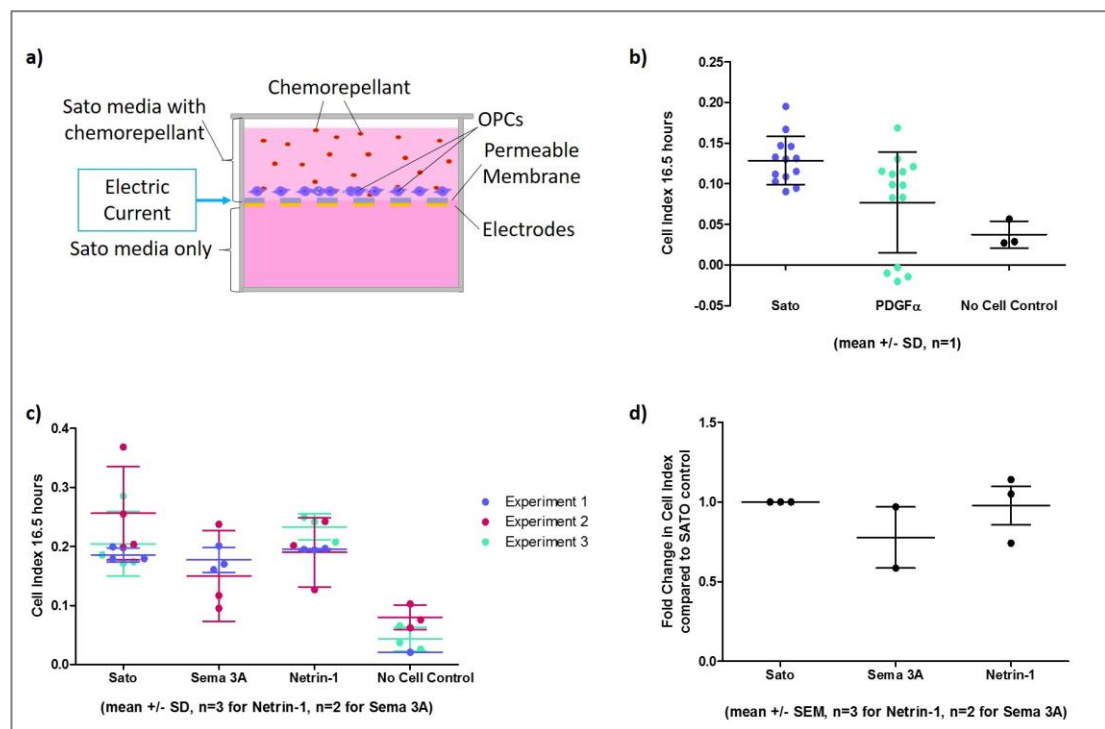 a)
Chemorepellant
Sato media with
chemorepellant
OPCs
Permeable
Membrane
Electric
Current
Electrodes
Sato media only
b)
Cell Index 16.5 hours
0.25
0.20
0.15
0.10
0.05
0.00
-0.05
Sato
PDGFα
No Cell Control
(mean +/- SD, n=1)
c)
Cell Index 16.5 hours
0.4
0.3
0.2
0.1
0.0
Sato
Sema 3A
Netrin-1
No Cell Control
Experiment 1
Experiment 2
Experiment 3
(mean +/- SD, n=3 for Netrin-1, n=2 for Sema 3A)
d)
Fold Change in Cell Index
compared to SATO control
1.5
1.0
0.5
0.0
Sato
Sema 3A
Netrin-1
(mean +/- SEM, n=3 for Netrin-1, n=2 for Sema 3A)